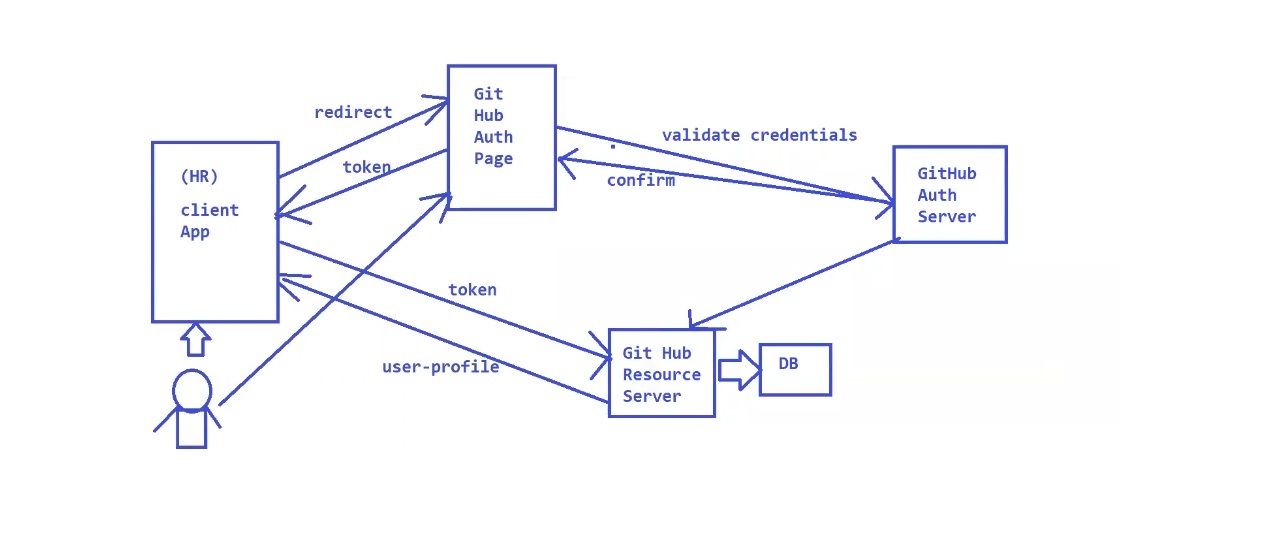 Git
Hub
Auth
Page
redirect
token
validate credentials
confirm
(HR)
client
App
GitHub
Auth
Server
token
user-profile
Git Hub
Resource
Server
DB